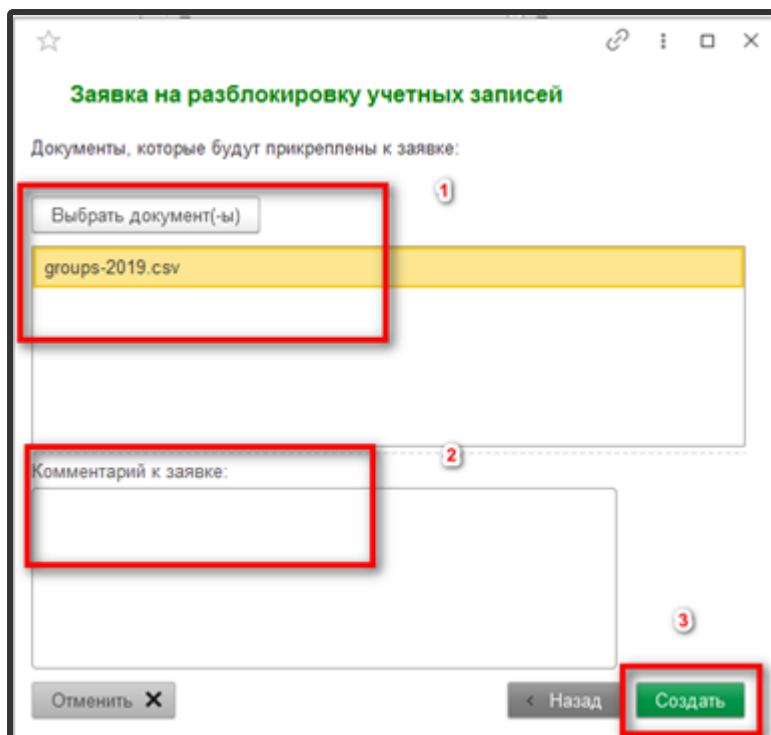 Заявка на разблокировку учетных записей
Документы, которые будут прикреплены к заявке:
1
Выбрать документ(-ы)
groups-2019.csv
2
Комментарий к заявке:
3
Отменить
< Назад
Создать